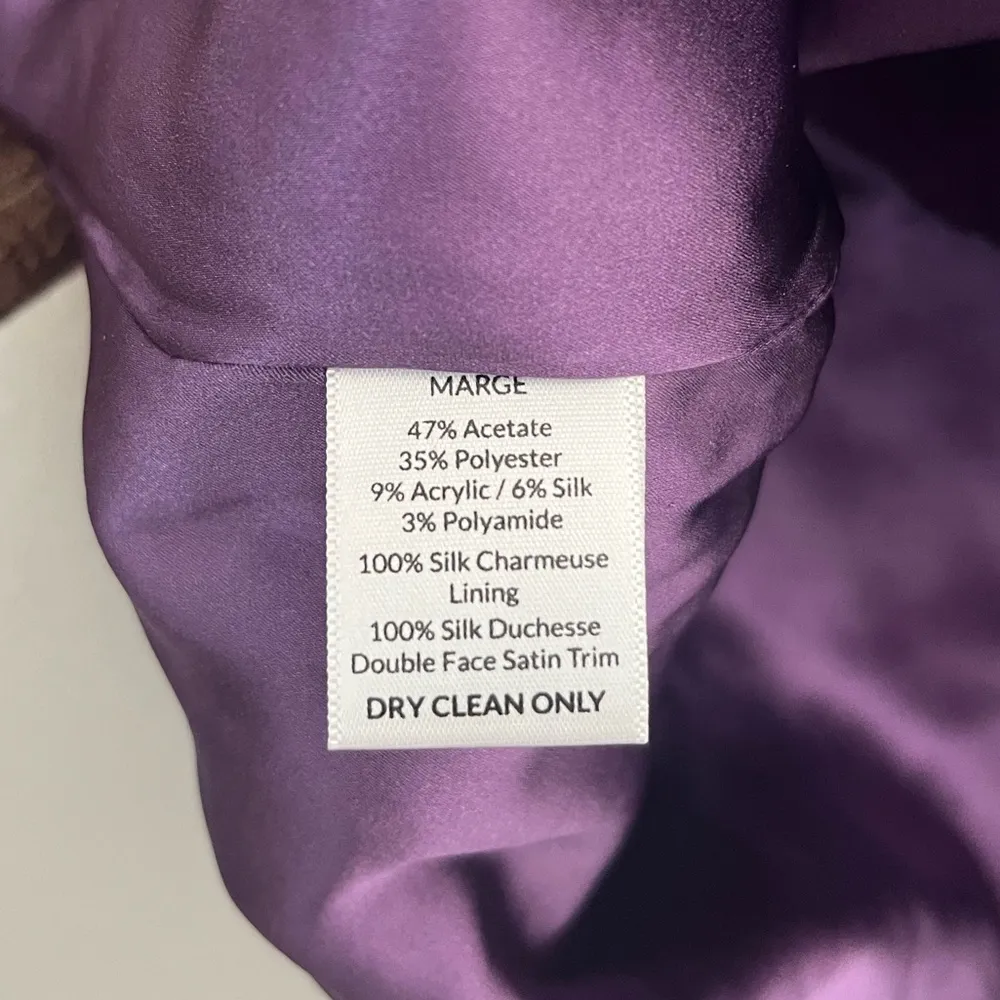 MARGE
47% Acetate
35% Polyester
9% Acrylic / 6% Silk
3% Polyamide
100% Silk Charmeuse
Lining
100% Silk Duchesse
Double Face Satin Trim
DRY CLEAN ONLY